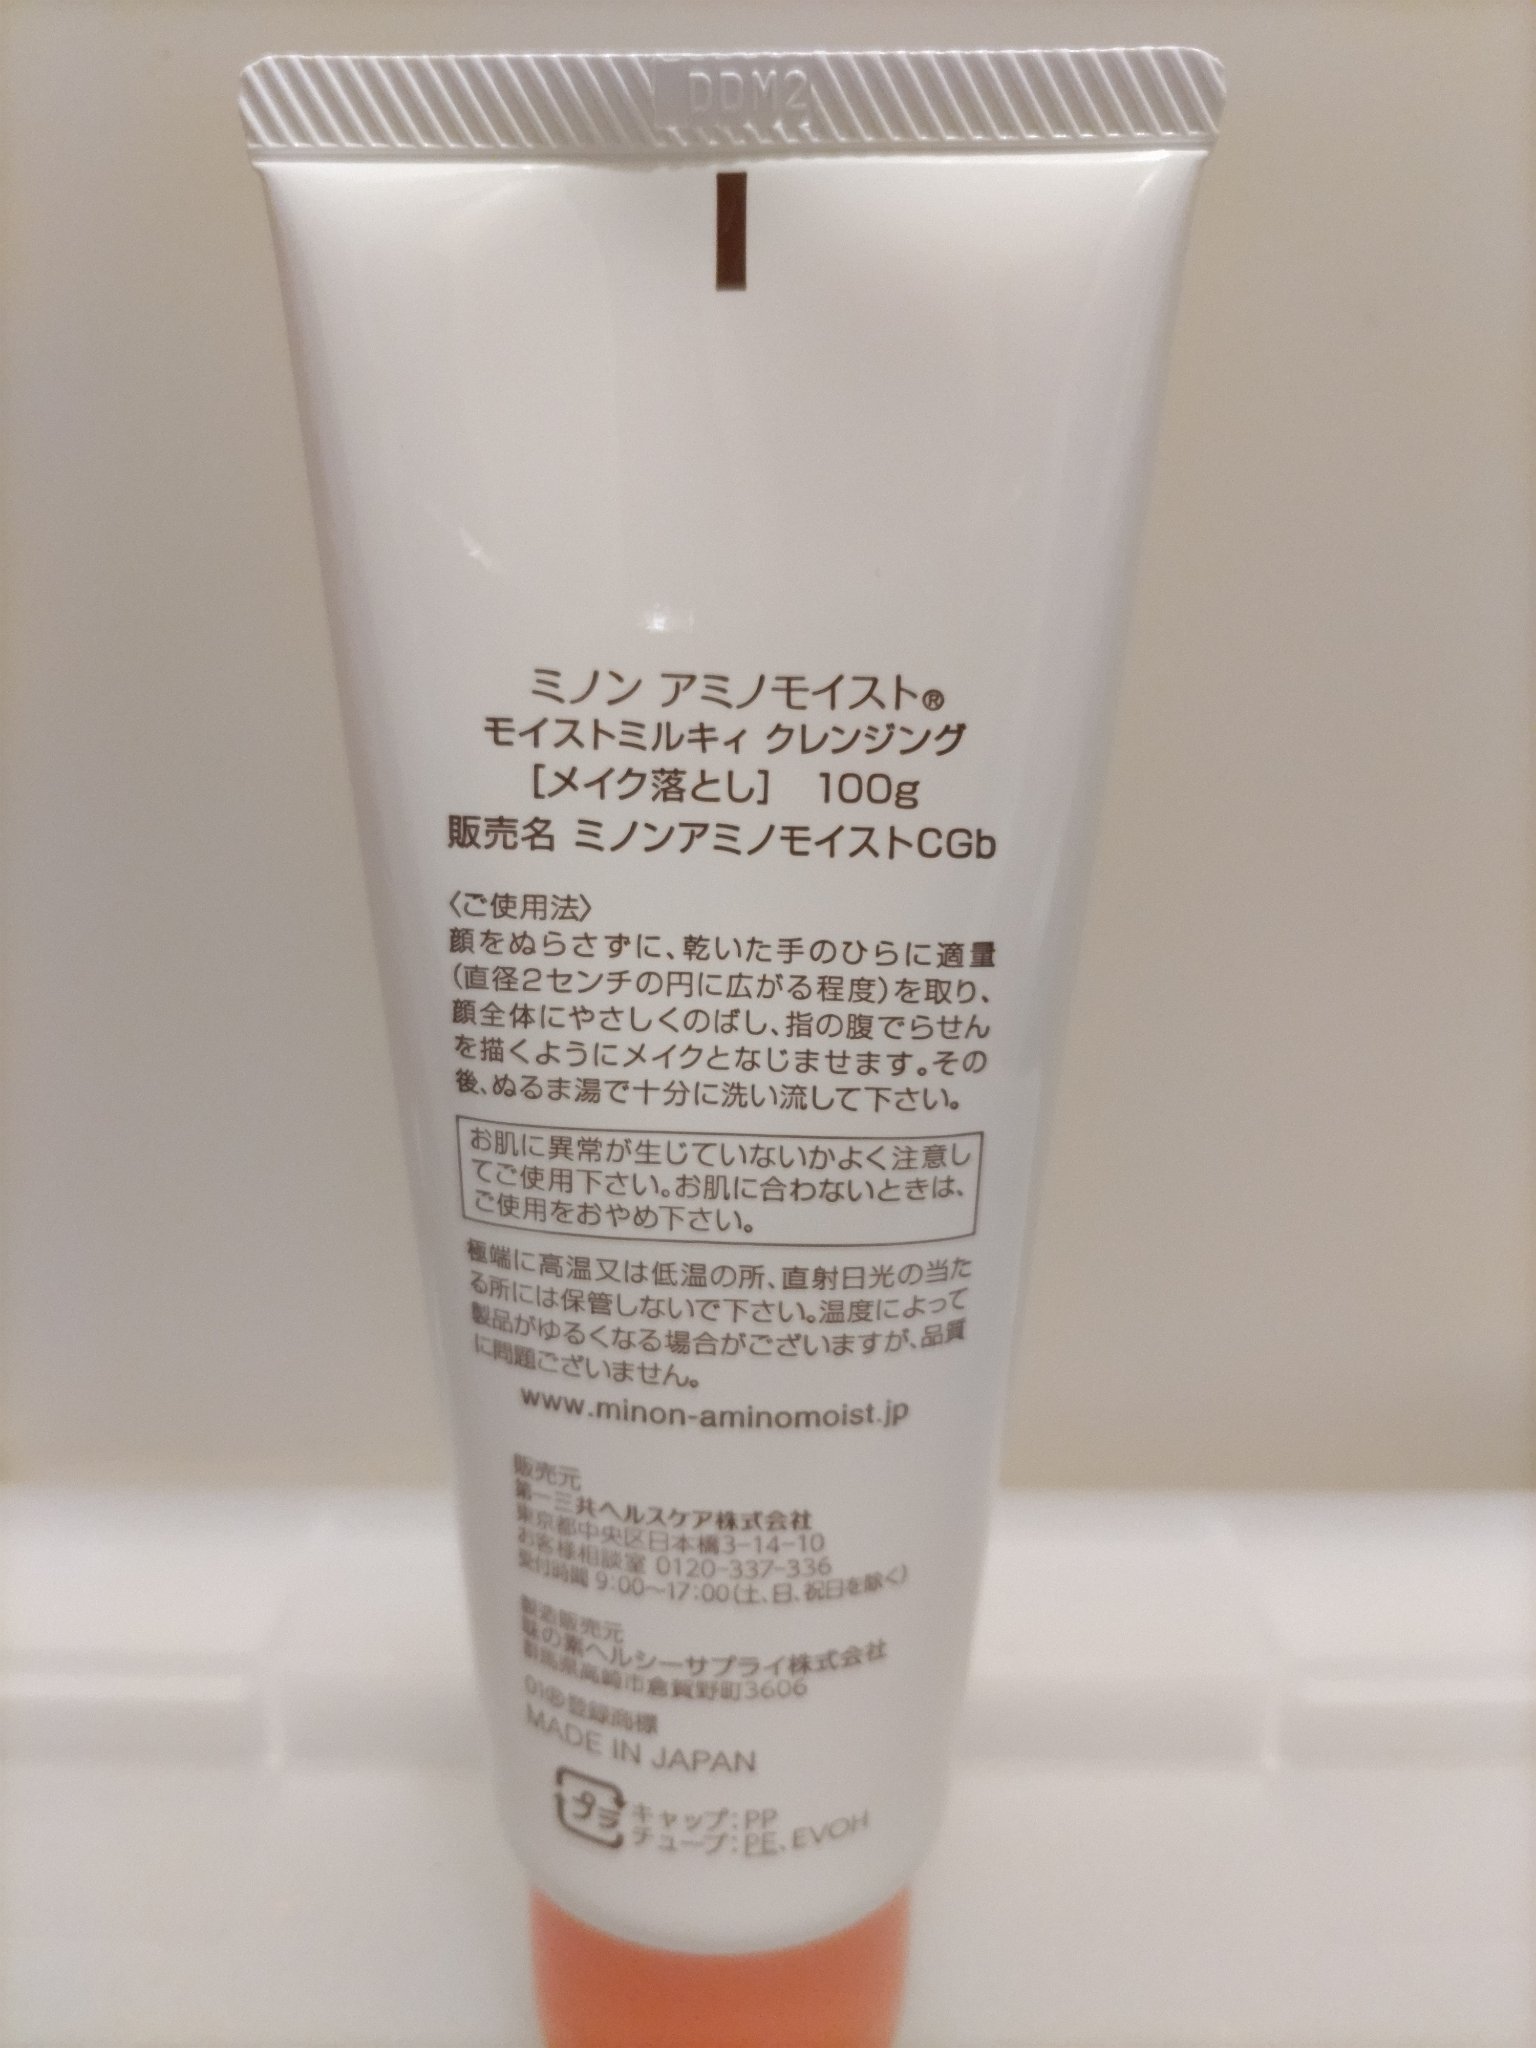 DDM2
ミノン アミノモイスト®
モイストミルキィ クレンジング
［メイク落とし］ 100g
販売名 ミノンアミノモイストCGb
〈ご使用法〉
顔をぬらさずに、乾いた手のひらに適量
（直径2センチの円に広がる程度）を取り、
顔全体にやさしくのばし、指の腹でらせん
を描くようにメイクとなじませます。その
後、ぬるま湯で十分に洗い流して下さい。
お肌に異常が生じていないかよく注意し
てご使用下さい。お肌に合わないときは、
ご使用をおやめ下さい。
極端に高温又は低温の所、直射日光の当た
る所には保管しないで下さい。温度によって
製品がゆるくなる場合がございますが、品質
に問題ございません。
www.minon-aminomoist.jp
販売元
第一三共ヘルスケア株式会社
東京都中央区日本橋3-14-10
お客様相談室 0120-337-336
受付時間 9:00～17:00（土、日、祝日を除く）
製造販売元
味の素ヘルシーサプライ株式会社
群馬県高崎市倉賀野町3606
01®登録商標
MADE IN JAPAN
プラ
キャップ：PP
チューブ：PE、EVOH